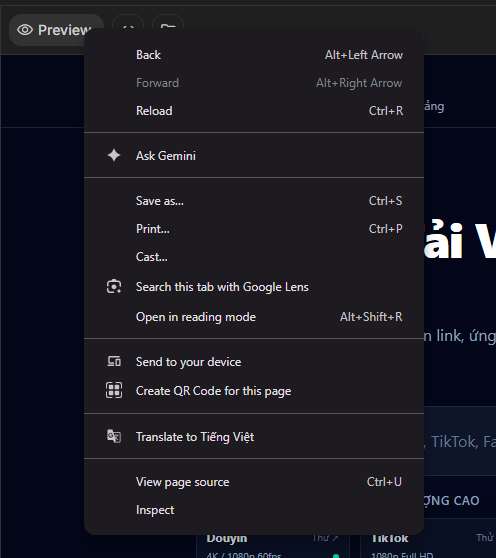 Preview
Back Alt+Left Arrow
Forward Alt+Right Arrow
Reload Ctrl+R
ảng
Ask Gemini
Save as... Ctrl+S
Print... Ctrl+P
ải V
Cast...
Search this tab with Google Lens
Open in reading mode Alt+Shift+R
n link, ứng
Send to your device
Create QR Code for this page
Translate to Tiếng Việt
, TikTok, Fa
View page source Ctrl+U
ỢNG CAO
Inspect
Douyin Thử ↗ TikTok Thử
4K / 1080p 60fps 1080p Full HD